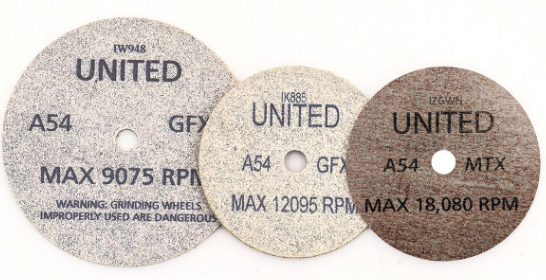 IW948
UNITED
A54 GFX
MAX 9075 RPM
WARNING: GRINDING WHEELS
IMPROPERLY USED ARE DANGEROUS
IK885
UNITED
A54 GFX
MAX 12095 RPM
IZGWN
UNITED
A54 MTX
MAX 18,080 RPM